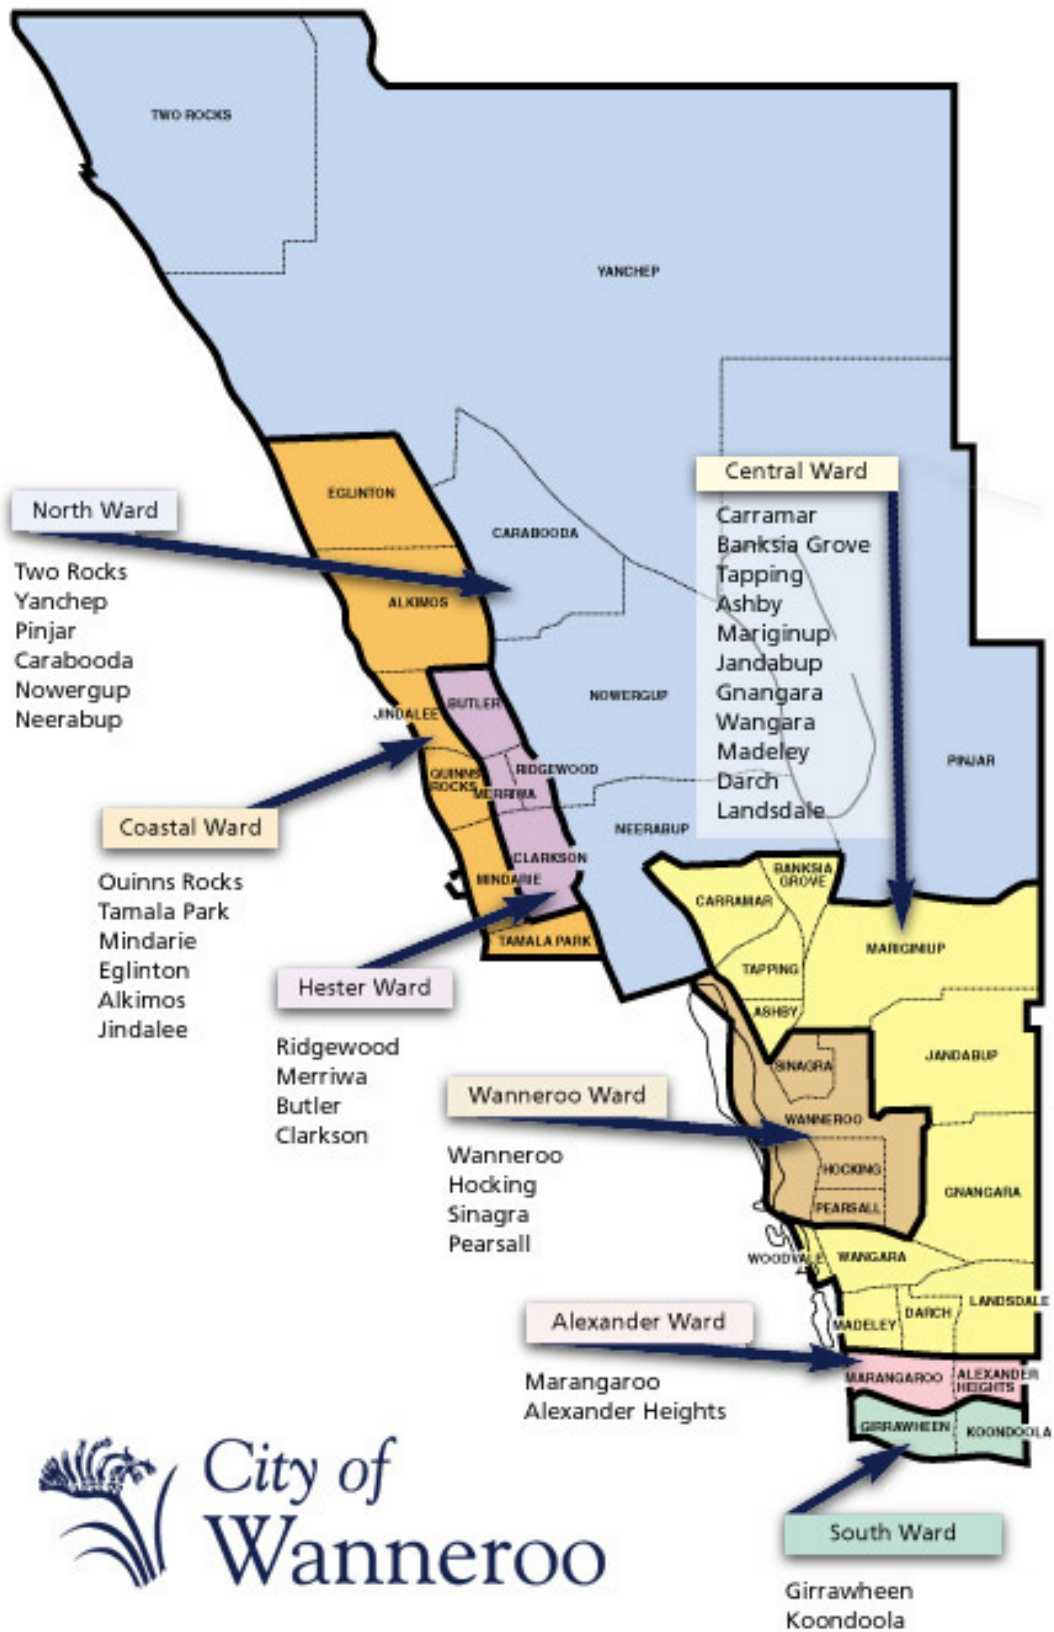 TWO ROCKS
YANCHEP
EGLINTON
CARABOODA
ALKIMOS
NOWERGUP
PINJAR
JINDALEE
BUTLER
QUINNS
ROCKS
RIDGEWOOD
MERRIWA
NEERABUP
CLARKSON
MINDARIE
TAMALA PARK
BANKSIA
GROVE
CARRAMAR
MARIGINIUP
TAPPING
ASHBY
SINAGRA
JANDABUP
WANNEROO
HOCKING
GNANGARA
PEARSALL
WOODVALE
WANGARA
LANDSDALE
DARCH
MADELEY
MARANGAROO
ALEXANDER
HEIGHTS
GIRRAWHEEN
KOONDOOLA
North Ward
Two Rocks
Yanchep
Pinjar
Carabooda
Nowergup
Neerabup
Central Ward
Carramar
Banksia Grove
Tapping
Ashby
Mariginup
Jandabup
Gnangara
Wangara
Madeley
Darch
Landsdale
Coastal Ward
Quinns Rocks
Tamala Park
Mindarie
Eglinton
Alkimos
Jindalee
Hester Ward
Ridgewood
Merriwa
Butler
Clarkson
Wanneroo Ward
Wanneroo
Hocking
Sinagra
Pearsall
Alexander Ward
Marangaroo
Alexander Heights
South Ward
Girrawheen
Koondoola
City of
Wanneroo